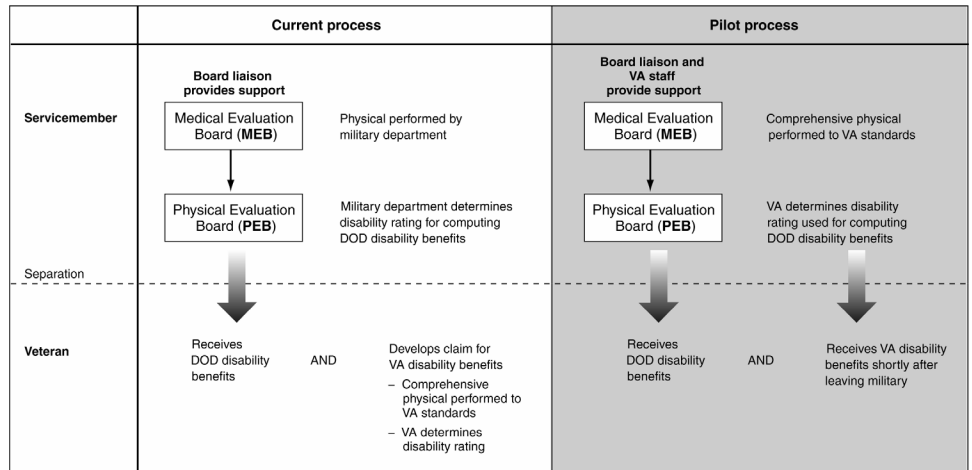 Current process
Pilot process
Servicemember
Board liaison
provides support
Medical Evaluation
Board (MEB)
Physical performed by
military department
Physical Evaluation
Board (PEB)
Military department determines
disability rating for computing
DOD disability benefits
Board liaison and
VA staff
provide support
Medical Evaluation
Board (MEB)
Comprehensive physical
performed to VA standards
Physical Evaluation
Board (PEB)
VA determines disability
rating used for computing
DOD disability benefits
Separation
Veteran
Receives
DOD disability
benefits
AND
Develops claim for
VA disability benefits
– Comprehensive
physical performed to
VA standards
– VA determines
disability rating
Receives
DOD disability
benefits
AND
Receives VA disability
benefits shortly after
leaving military